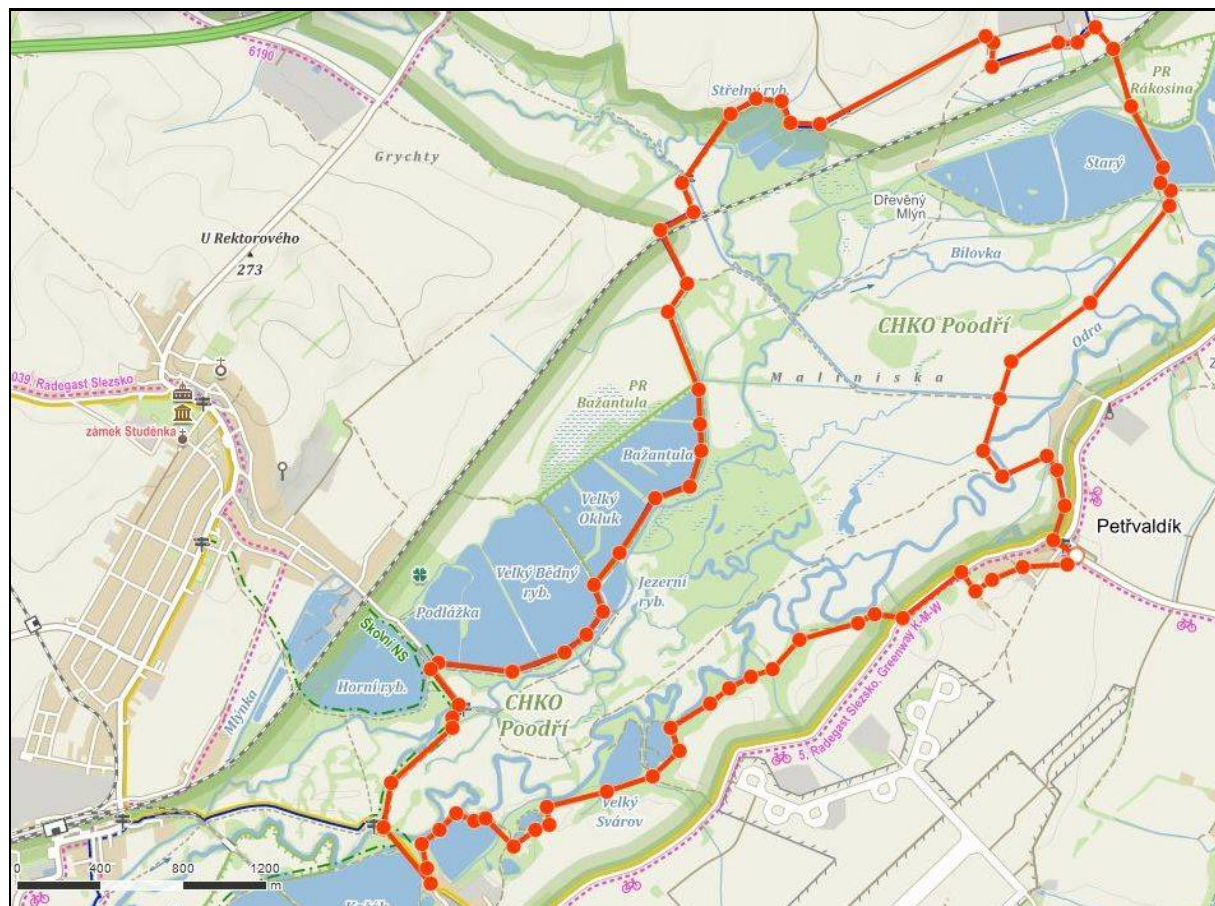 6190
Střelný ryb.
PR
Rákosina
Grychty
Starý
Dřevěný
Mlýn
U Rektorového
273
Bílovka
CHKO Poodří
Odra
039, Radegast Slezsko
PR
Bažantula
zámek Studénka
Bažantula
Velký
Okluk
Petřvaldík
Velký Bědný
ryb.
Jezerní
ryb.
Podlážka
Školní NS
Horní ryb.
Mlýnka
CHKO
Poodří
5, Radegast Slezsko, Greenway K-M-W
Velký
Svárov
0 400 800 1200
m